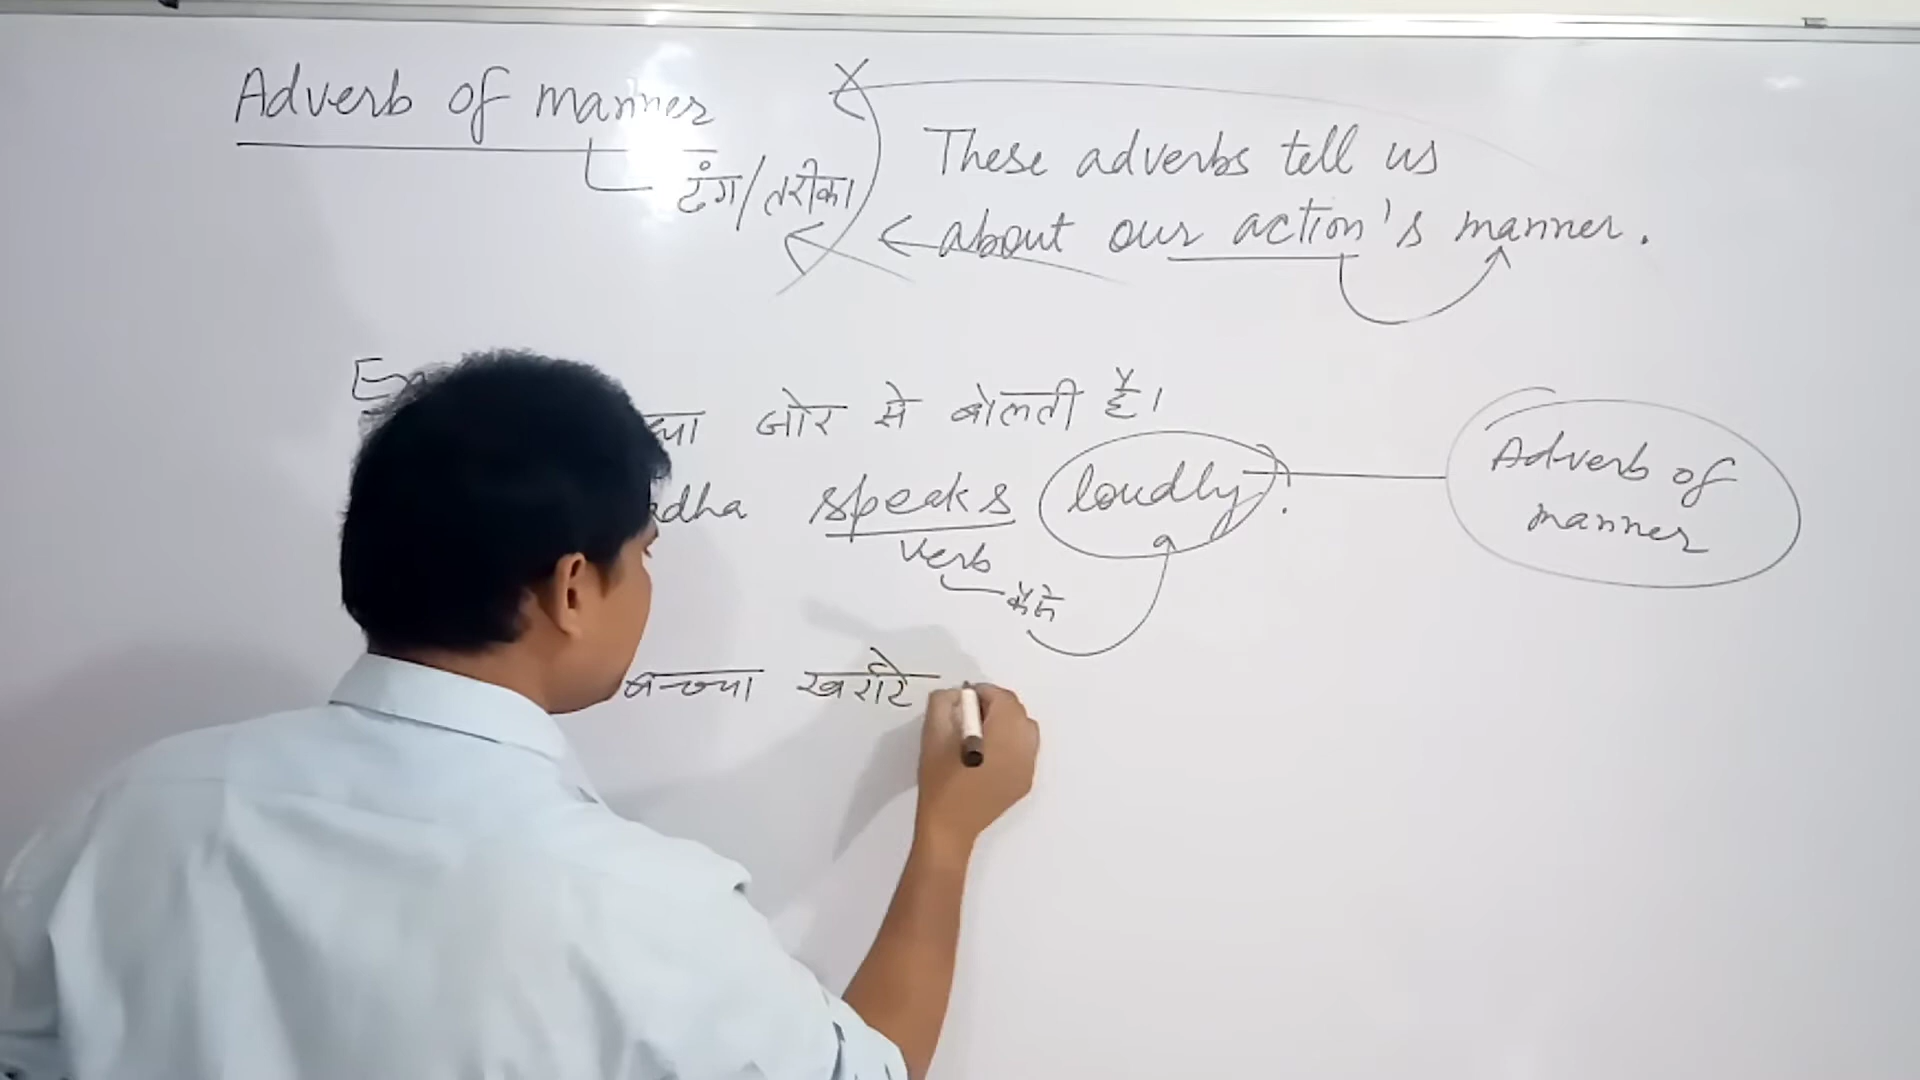 Adverb of manner
ढंग/तरीका
These adverbs tell us
about our action's manner.
जोर से बोलती है।
speaks loudly.
verb
कैसे
Adverb of
manner
बच्चा खर्राटे